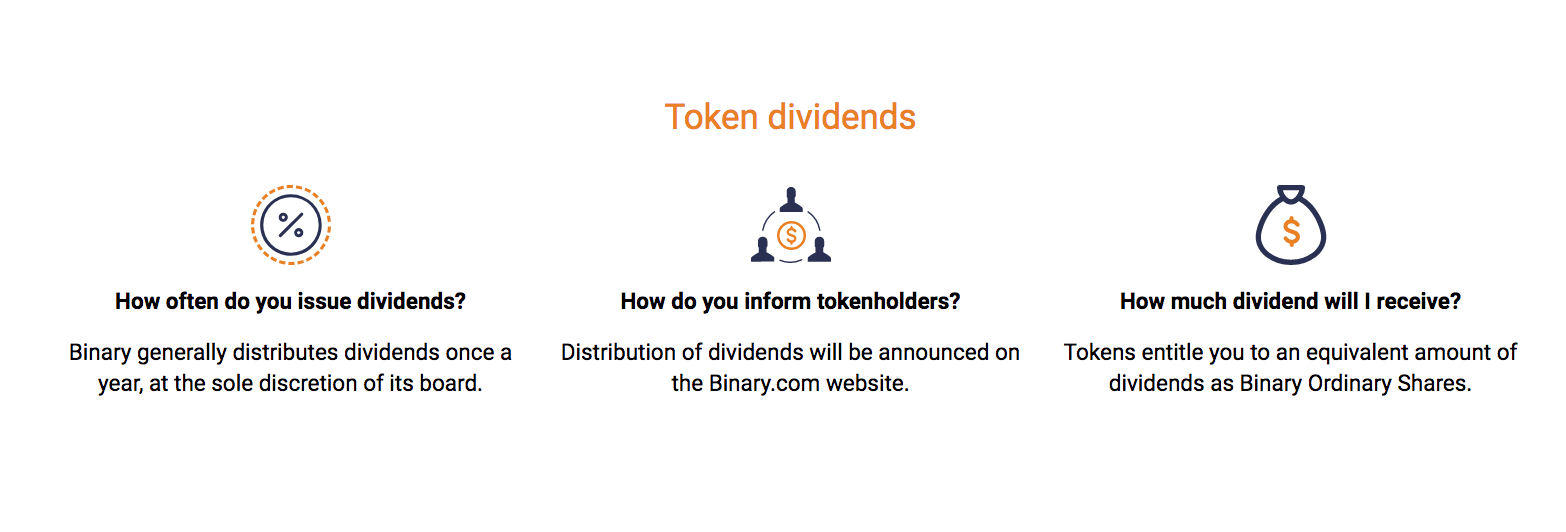 Token dividends
How often do you issue dividends?
Binary generally distributes dividends once a
year, at the sole discretion of its board.
How do you inform tokenholders?
Distribution of dividends will be announced on
the Binary.com website.
How much dividend will I receive?
Tokens entitle you to an equivalent amount of
dividends as Binary Ordinary Shares.